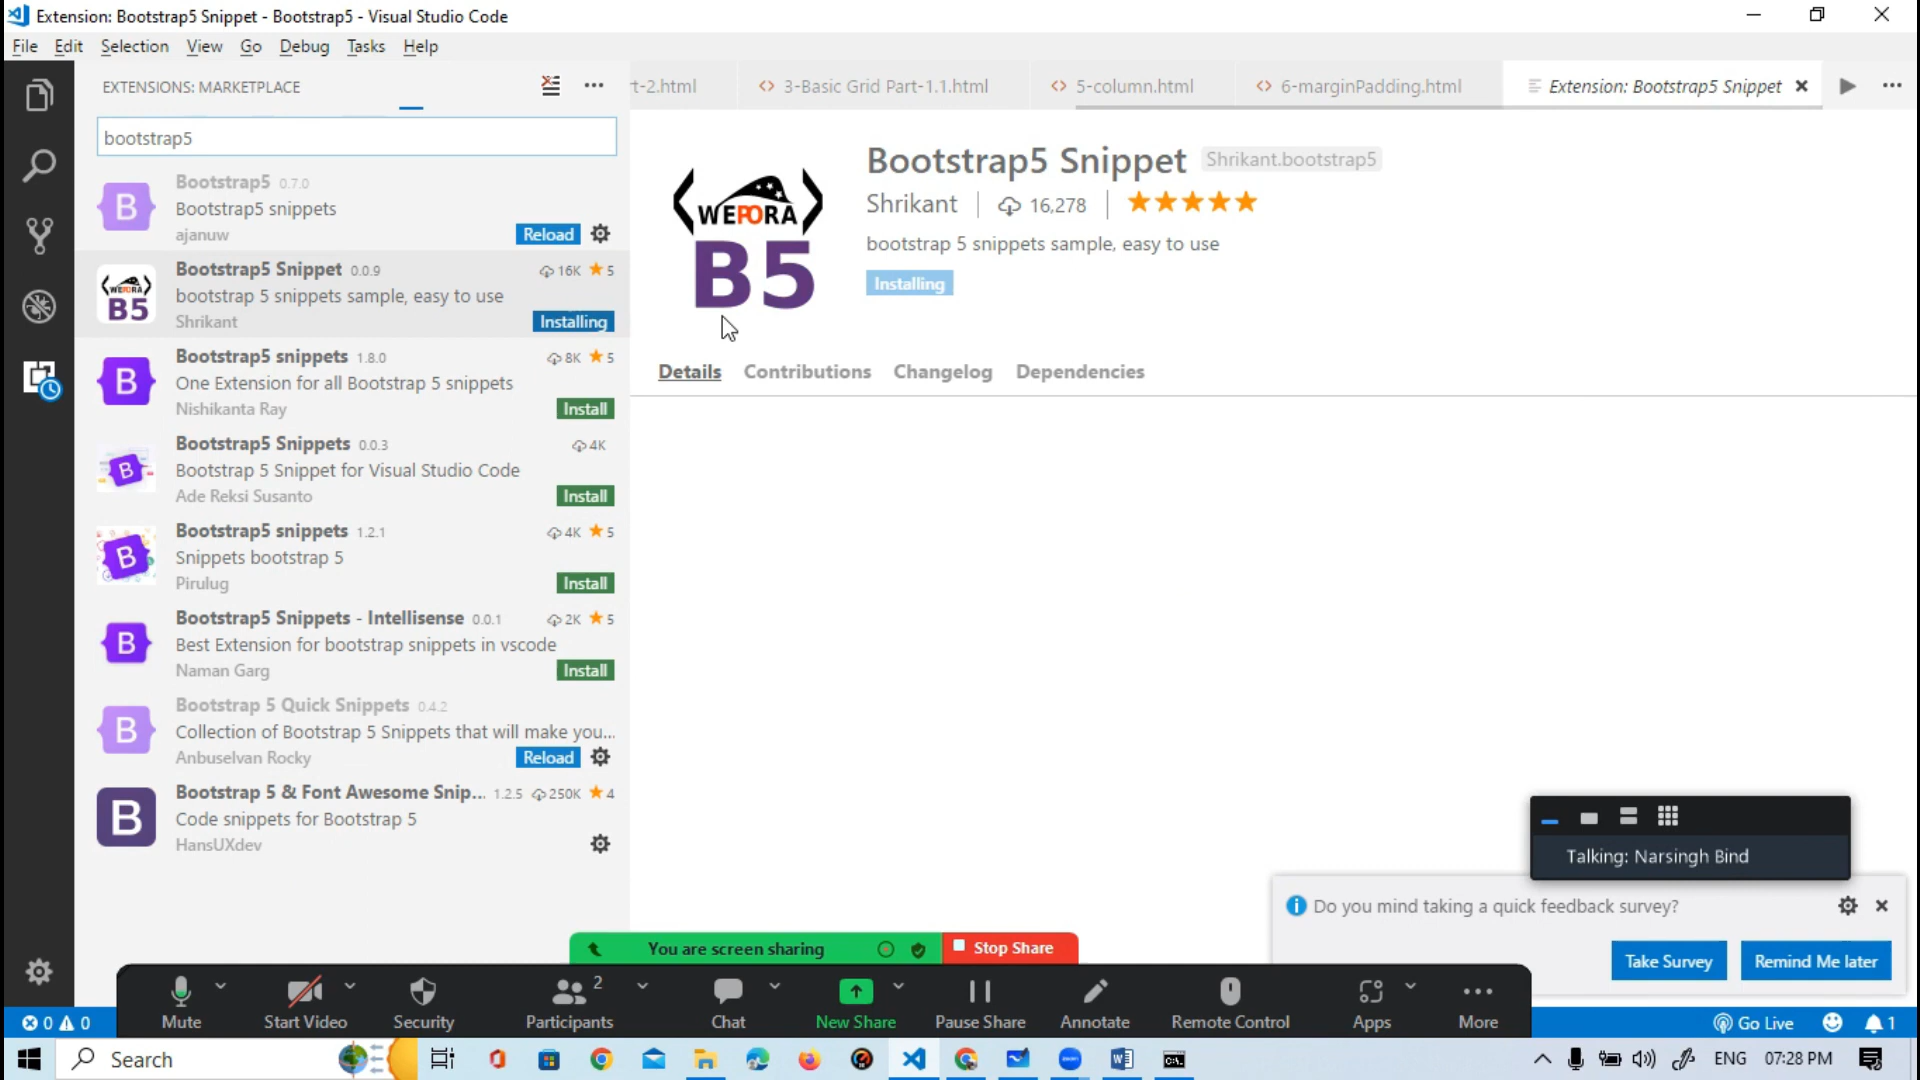 Extension: Bootstrap5 Snippet - Bootstrap5 - Visual Studio Code
File Edit Selection View Go Debug Tasks Help
EXTENSIONS: MARKETPLACE
bootstrap5
Bootstrap5 0.7.0
Bootstrap5 snippets
ajanuw Reload
Bootstrap5 Snippet 0.0.9 16K 5
bootstrap 5 snippets sample, easy to use
Shrikant Installing
Bootstrap5 snippets 1.8.0 8K 5
One Extension for all Bootstrap 5 snippets
Nishikanta Ray Install
Bootstrap5 Snippets 0.0.3 4K
Bootstrap 5 Snippet for Visual Studio Code
Ade Reksi Susanto Install
Bootstrap5 snippets 1.2.1 4K 5
Snippets bootstrap 5
Pirulug Install
Bootstrap5 Snippets - Intellisense 0.0.1 2K 5
Best Extension for bootstrap snippets in vscode
Naman Garg Install
Bootstrap 5 Quick Snippets 0.4.2
Collection of Bootstrap 5 Snippets that will make you...
Anbuselvan Rocky Reload
Bootstrap 5 & Font Awesome Snip... 1.2.5 250K 4
Code snippets for Bootstrap 5
HansUXdev
t-2.html 3-Basic Grid Part-1.1.html 5-column.html 6-marginPadding.html Extension: Bootstrap5 Snippet
WEPORA
B5
Bootstrap5 Snippet Shrikant.bootstrap5
Shrikant 16,278
bootstrap 5 snippets sample, easy to use
Installing
Details Contributions Changelog Dependencies
Talking: Narsingh Bind
Do you mind taking a quick feedback survey?
Take Survey Remind Me later
You are screen sharing Stop Share
Mute Start Video Security Participants 2 Chat New Share Pause Share Annotate Remote Control Apps More
0 0 Go Live 1
Search ENG 07:28 PM